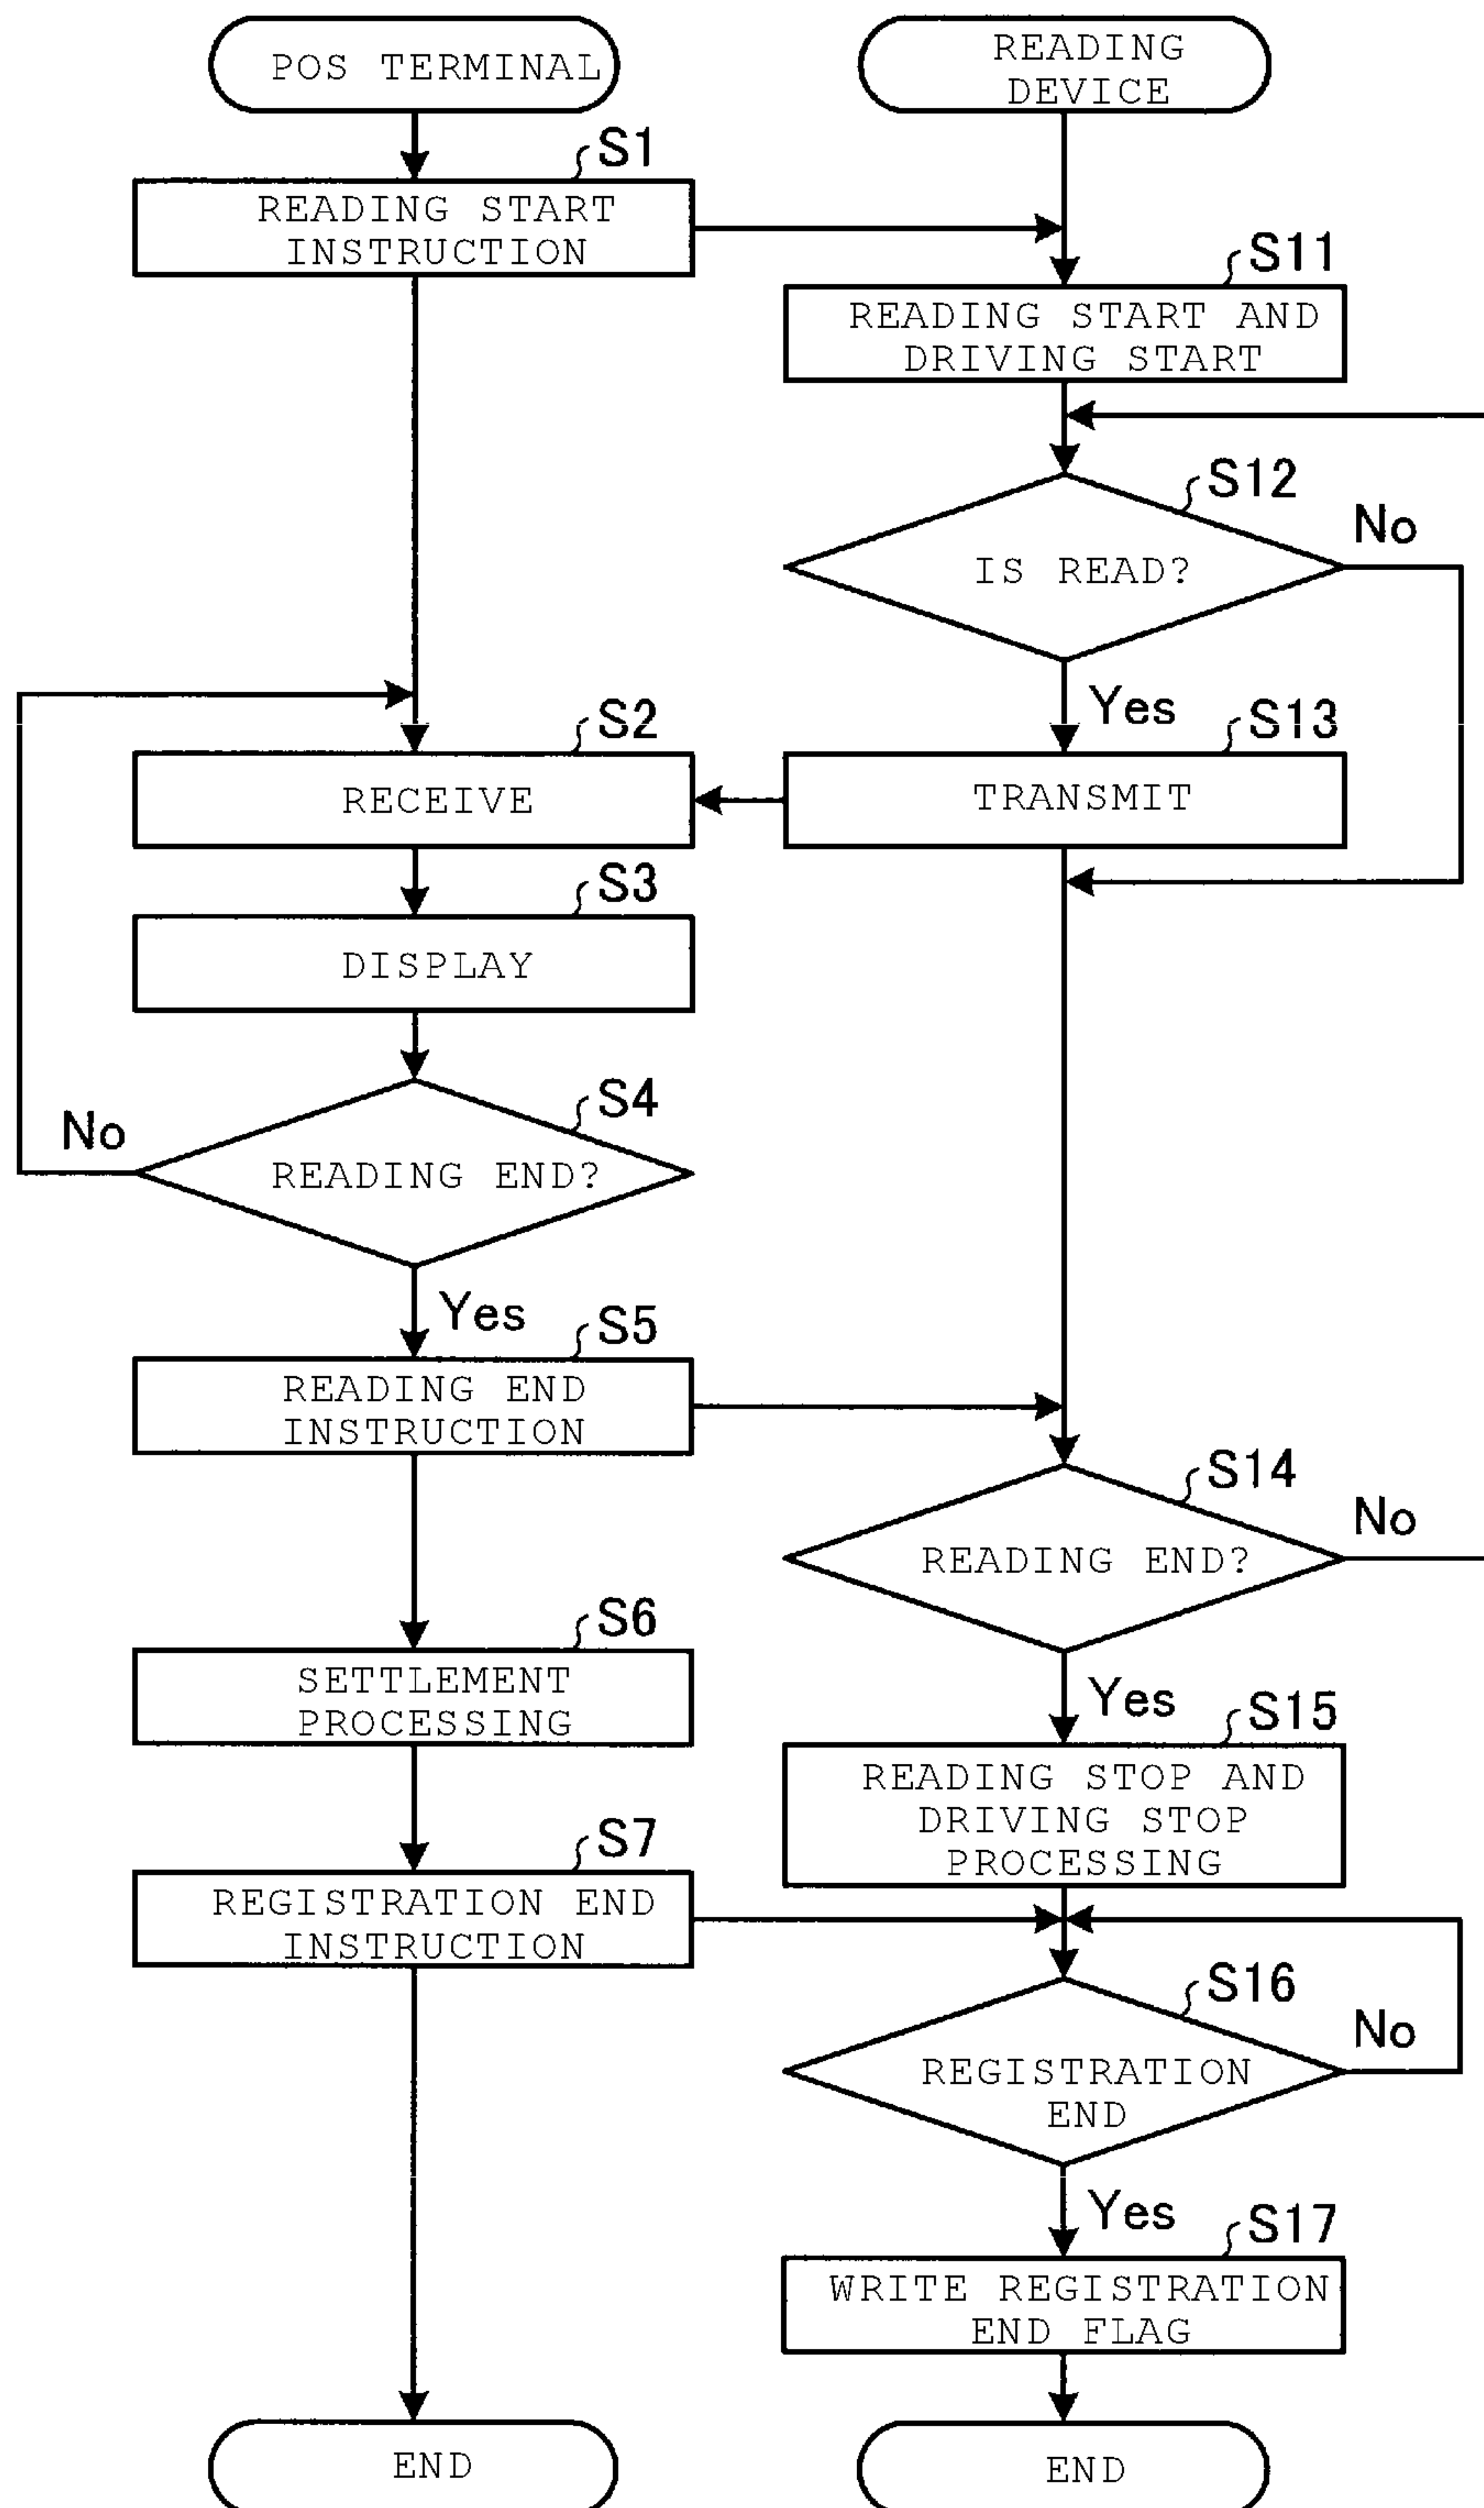 POS TERMINAL
READING
DEVICE
S1
READING START
INSTRUCTION
S11
READING START AND
DRIVING START
S12
No
IS READ?
Yes
S2
S13
RECEIVE
TRANSMIT
S3
DISPLAY
S4
No
READING END?
Yes
S5
READING END
INSTRUCTION
S14
No
READING END?
S6
SETTLEMENT
PROCESSING
Yes
S15
READING STOP AND
DRIVING STOP
PROCESSING
S7
REGISTRATION END
INSTRUCTION
S16
No
REGISTRATION
END
Yes
S17
WRITE REGISTRATION
END FLAG
END
END